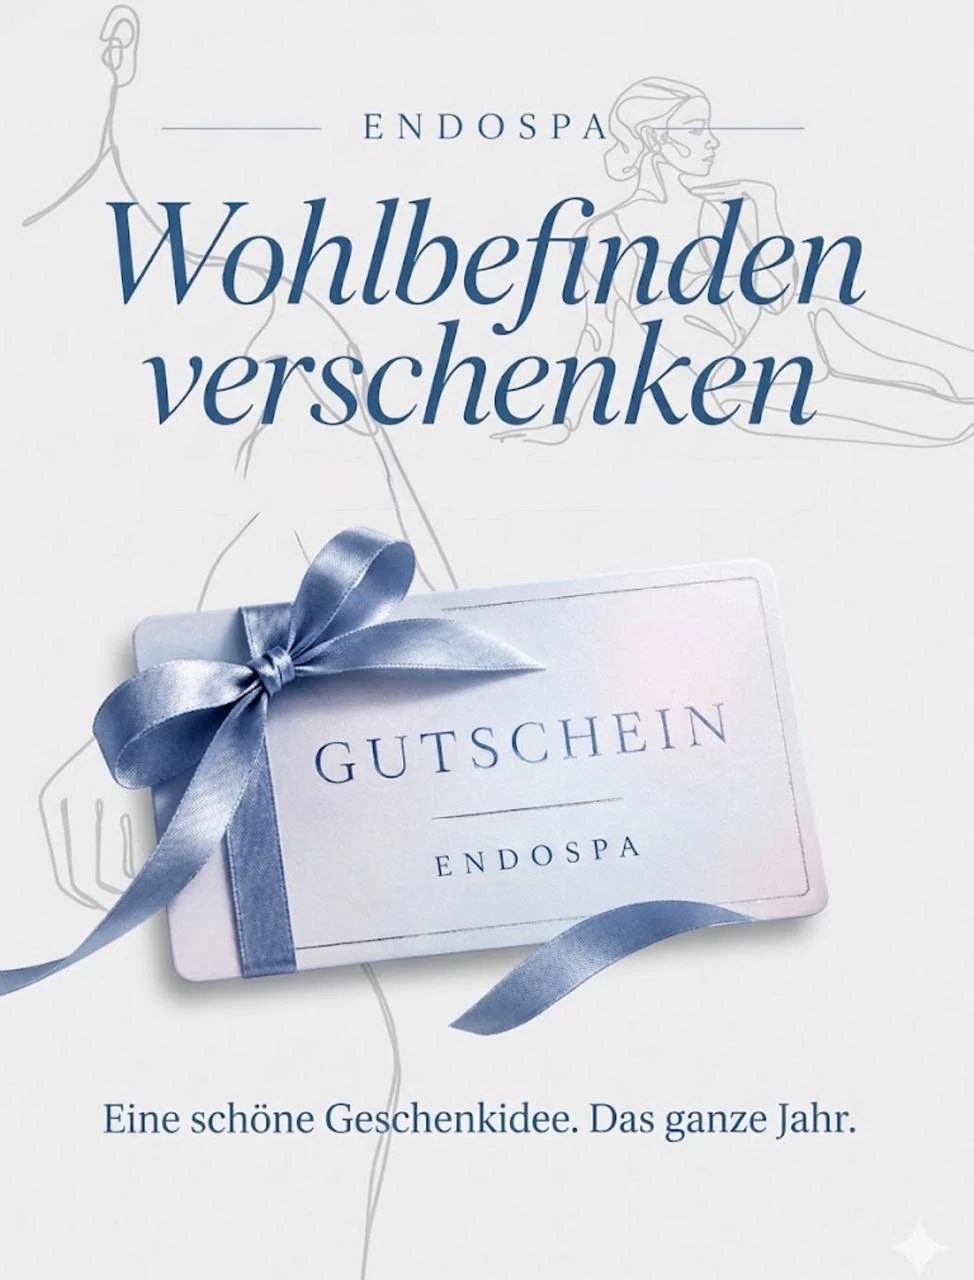 ENDOSPA
Wohlbefinden
verschenken
GUTSCHEIN
ENDOSPA
Eine schöne Geschenkidee. Das ganze Jahr.